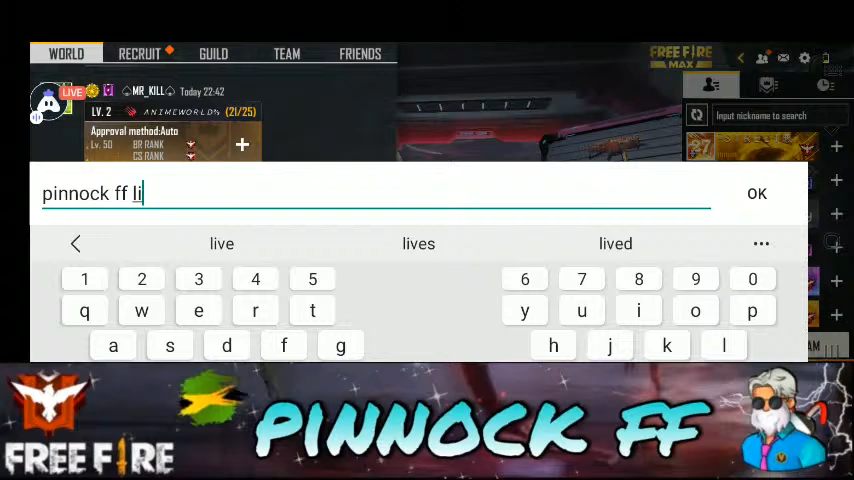 WORLD RECRUIT GUILD TEAM FRIENDS
FREE FIRE
MAX
LIVE
MR_KILL Today 22:42
LV. 2 ANIMEWORLD% (21/25)
Approval method:Auto
Lv. 50 BR RANK
CS RANK
Input nickname to search
pinnock ff li
OK
live lives lived
1 2 3 4 5 6 7 8 9 0
q w e r t y u i o p
a s d f g h j k l
PINNOCK FF
FREE FIRE